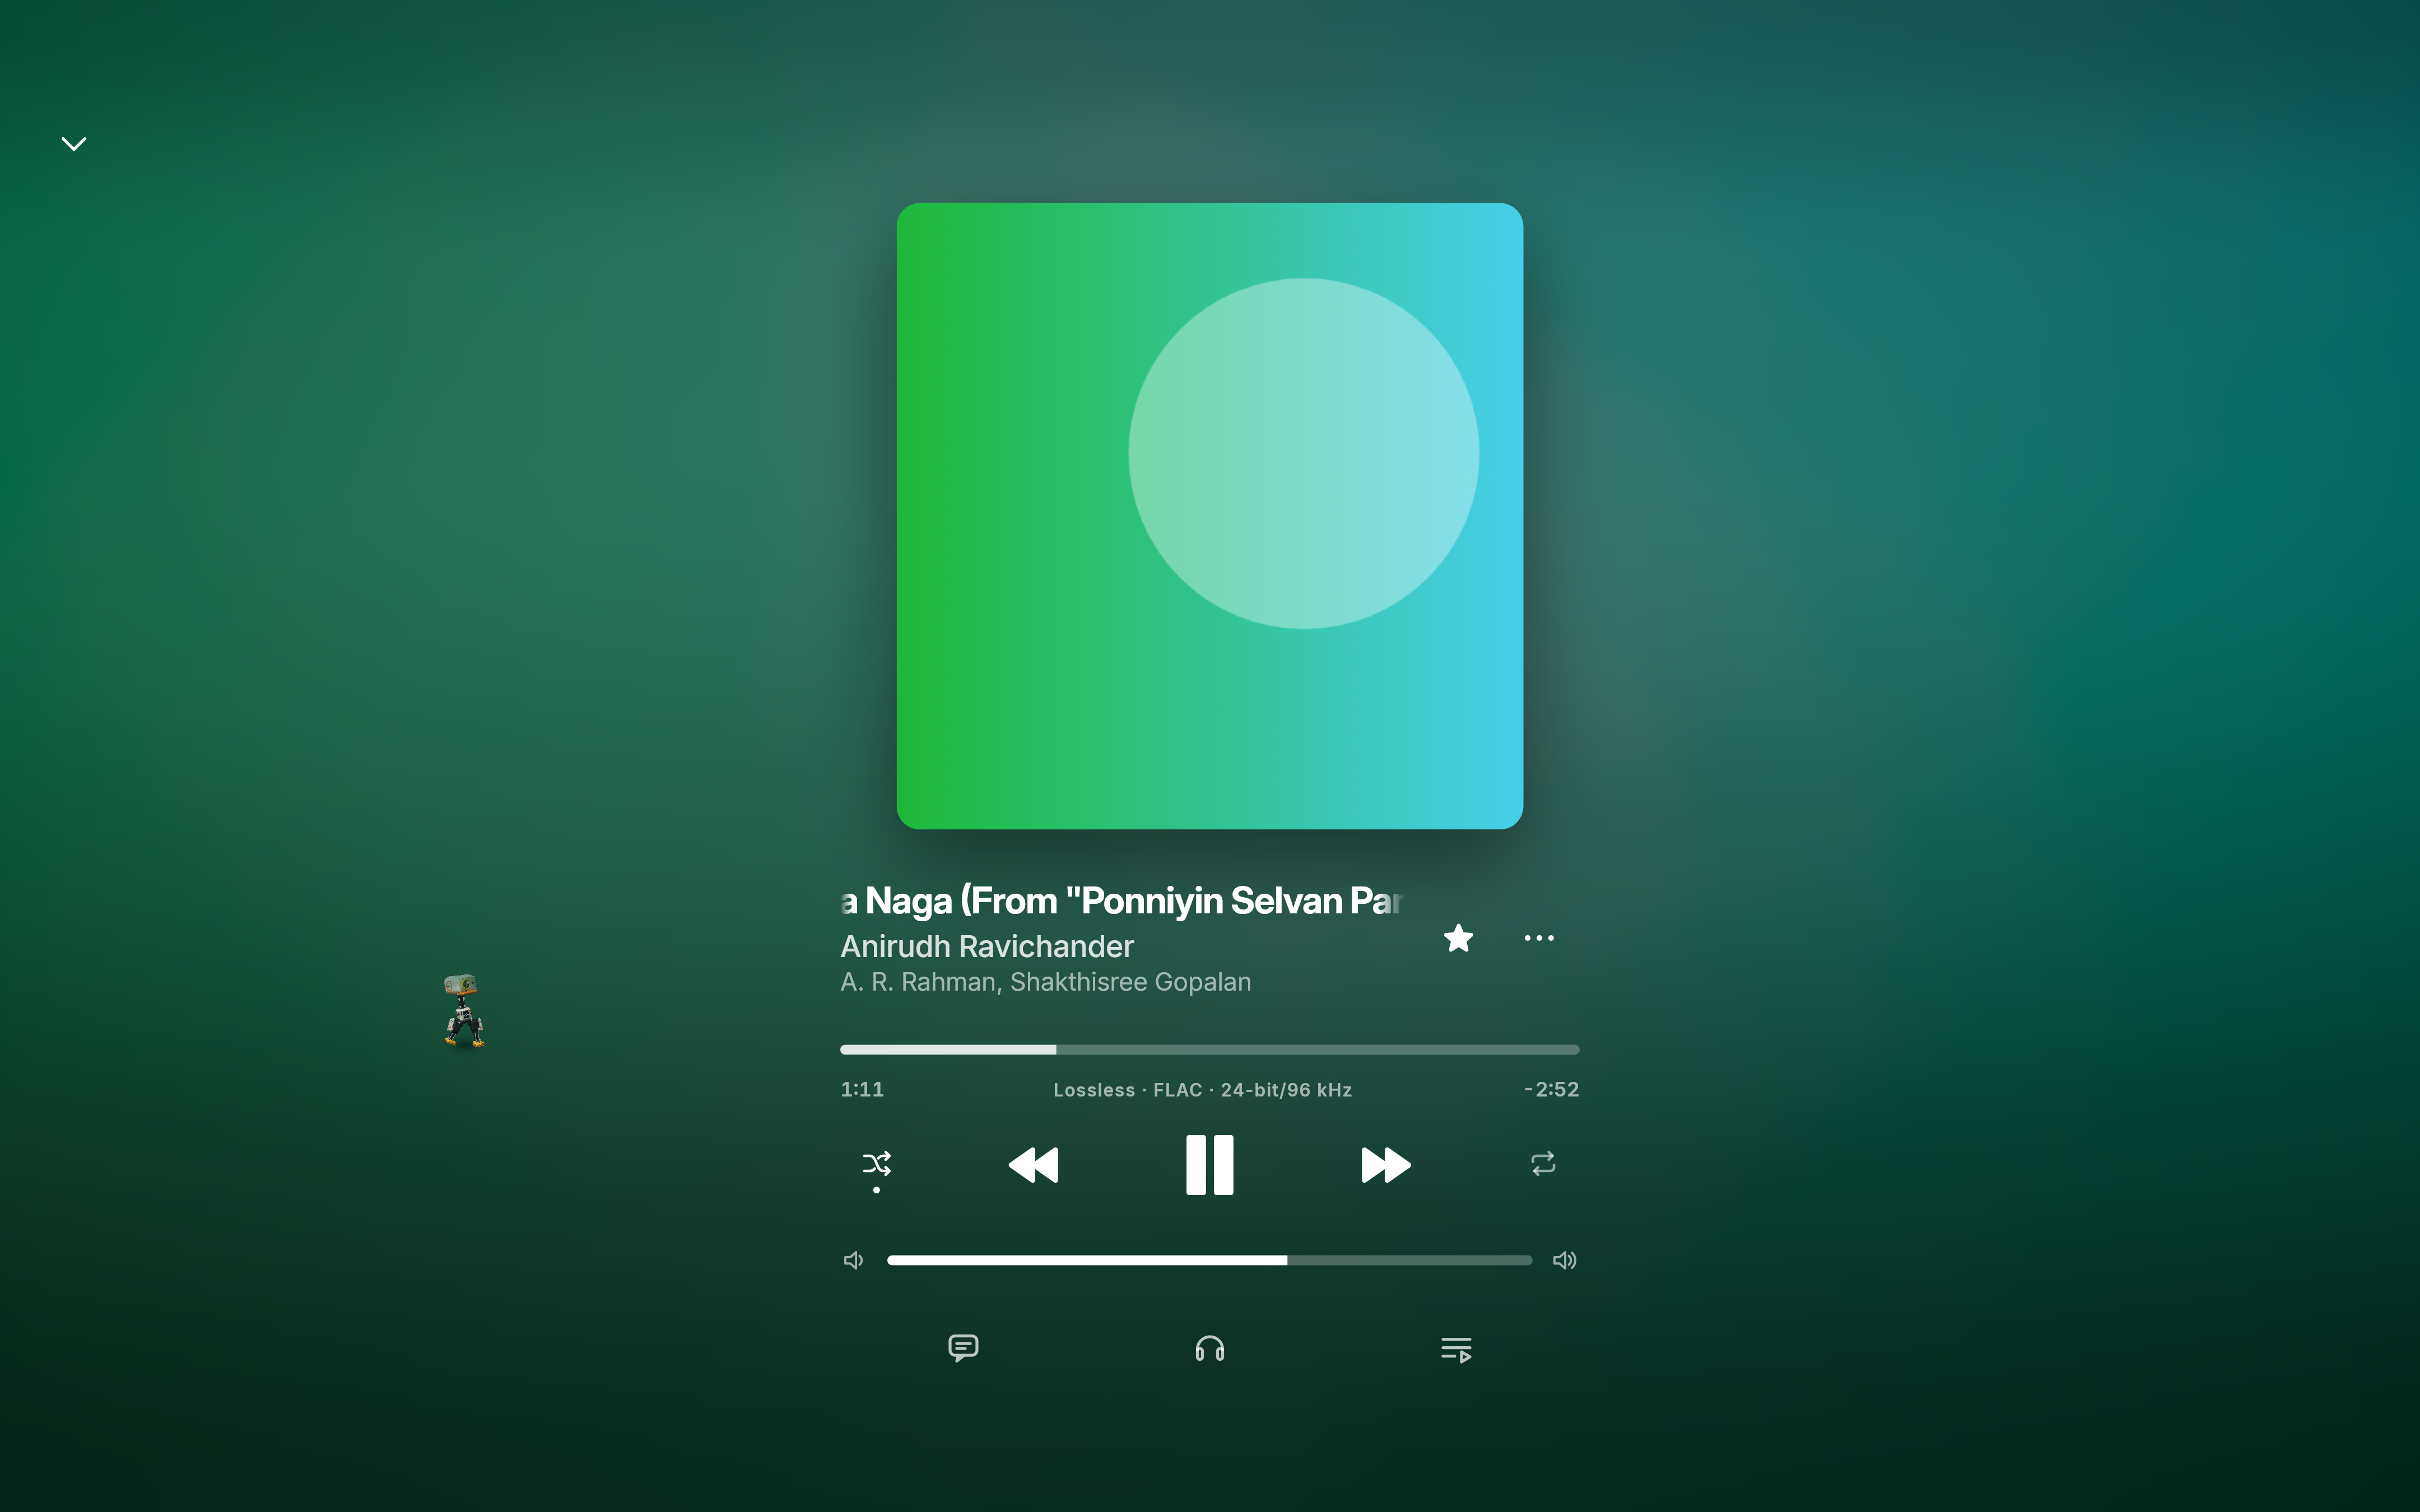 a Naga (From "Ponniyin Selvan Par
Anirudh Ravichander
A. R. Rahman, Shakthisree Gopalan
1:11
Lossless · FLAC · 24-bit/96 kHz
-2:52